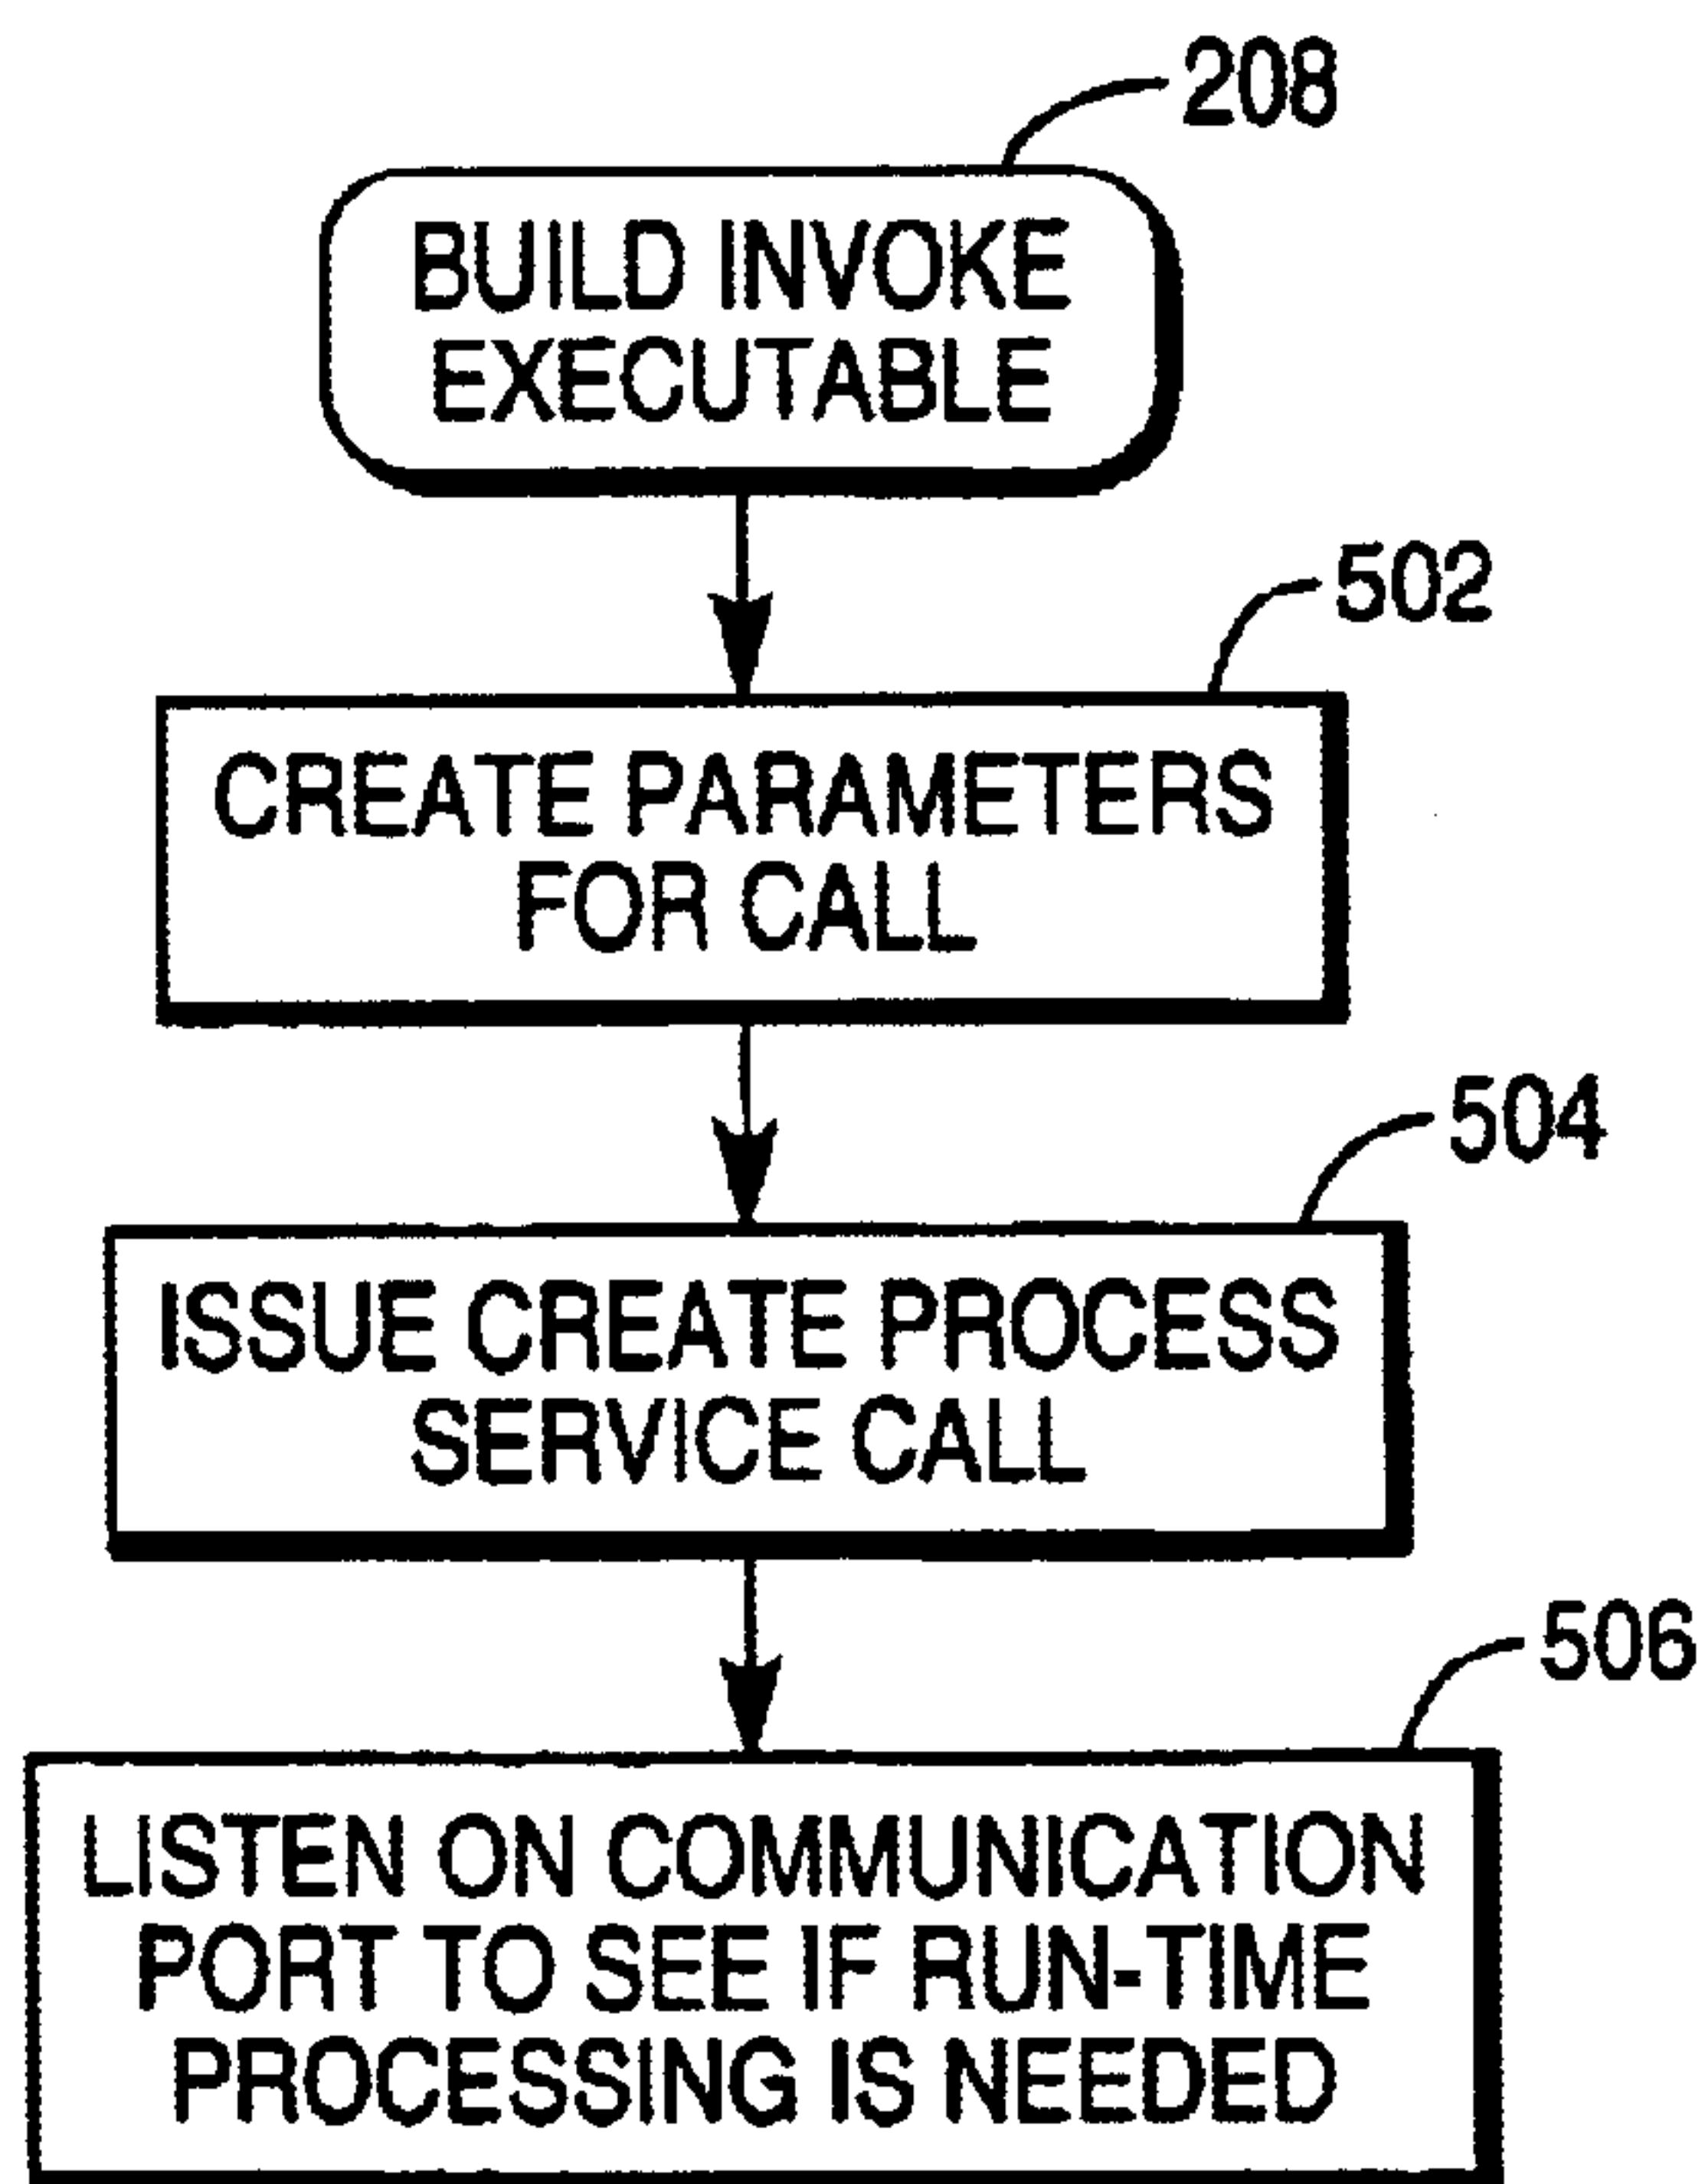 208
BUILD INVOKE
EXECUTABLE
502
CREATE PARAMETERS
FOR CALL
504
ISSUE CREATE PROCESS
SERVICE CALL
506
LISTEN ON COMMUNICATION
PORT TO SEE IF RUN-TIME
PROCESSING IS NEEDED